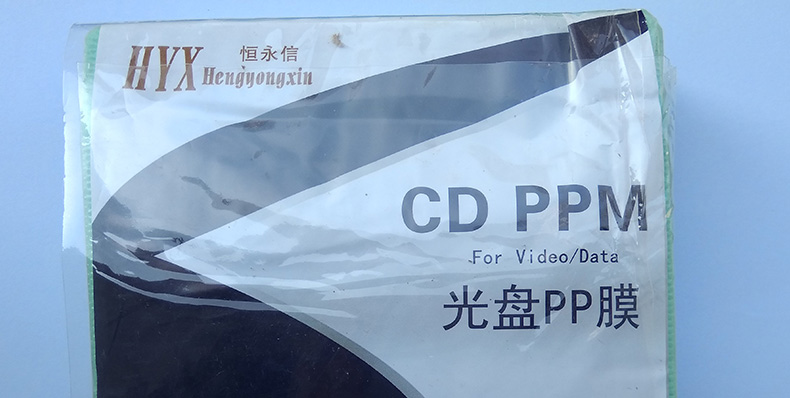 HYX 恒永信
Hengyongxin
CD PPM
For Video/Data
光盘PP膜